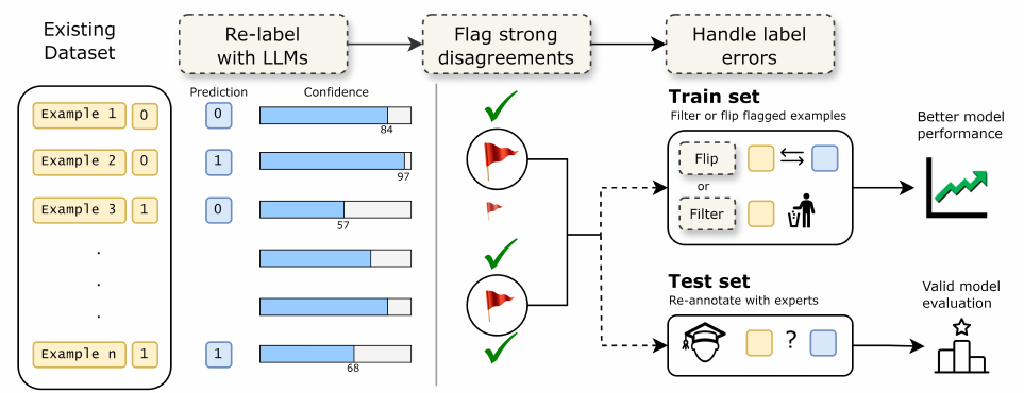 Existing
Dataset
Re-label
with LLMs
Flag strong
disagreements
Handle label
errors
Prediction
Confidence
Example 1 0
0
84
Example 2 0
1
97
Example 3 1
0
57
.
.
.
Example n 1
1
68
Train set
Filter or flip flagged examples
Flip
or
Filter
Better model
performance
Test set
Re-annotate with experts
?
Valid model
evaluation